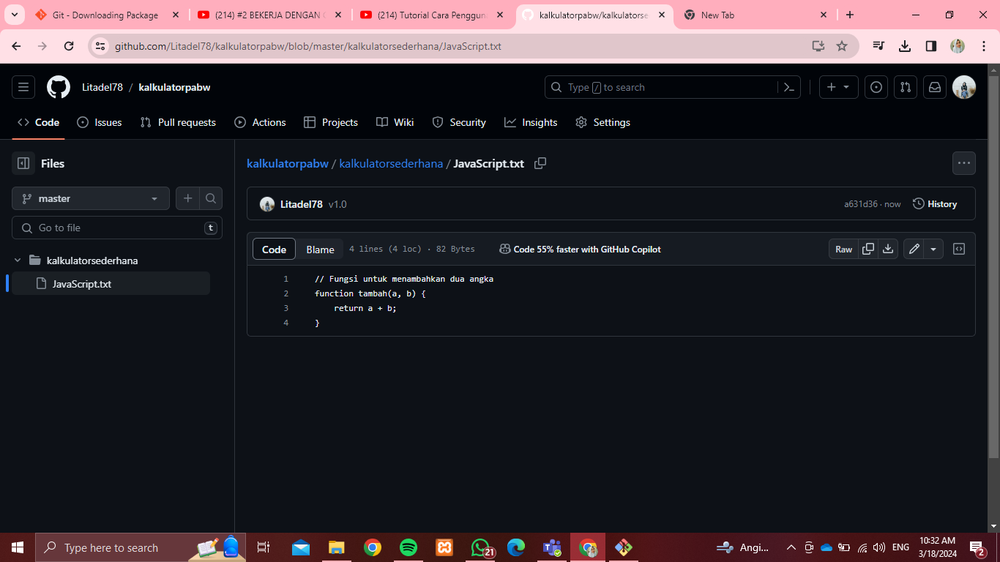 Git - Downloading Package
(214) #2 BEKERJA DENGAN
(214) Tutorial Cara Penggun
kalkulatorpabw/kalkulatorse
New Tab
github.com/Litadel78/kalkulatorpabw/blob/master/kalkulatorsederhana/JavaScript.txt
Litadel78 / kalkulatorpabw
Type / to search
Code
Issues
Pull requests
Actions
Projects
Wiki
Security
Insights
Settings
Files
kalkulatorpabw / kalkulatorsederhana / JavaScript.txt
master
Litadel78 v1.0
a631d36 · now
History
Go to file
t
Code
Blame
4 lines (4 loc) · 82 Bytes
Code 55% faster with GitHub Copilot
Raw
kalkulatorsederhana
JavaScript.txt
1 // Fungsi untuk menambahkan dua angka
2 function tambah(a, b) {
3 return a + b;
4 }
Type here to search
21
Angi...
ENG
10:32 AM
3/18/2024
2